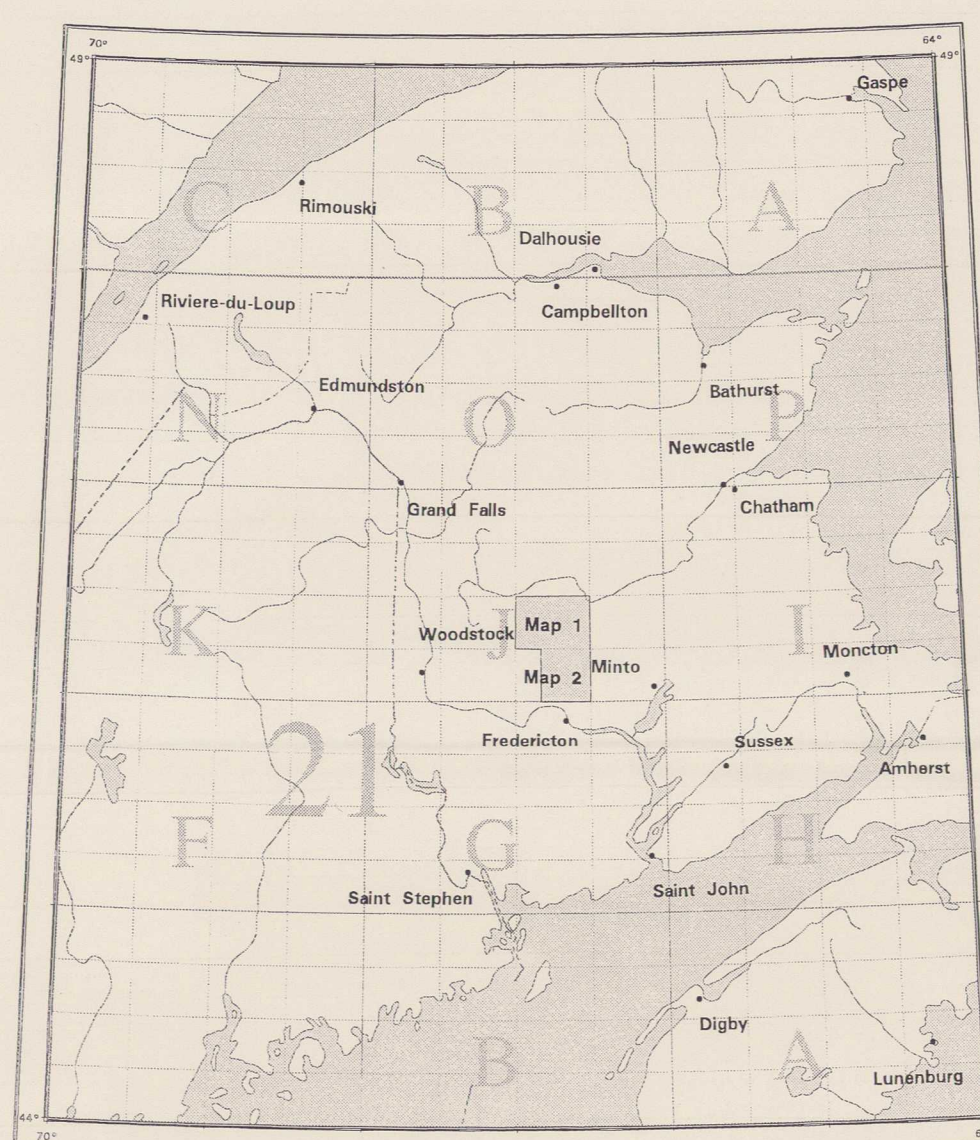 70°
64°
49°
49°
Gaspe
C
B
A
Rimouski
Dalhousie
Riviere-du-Loup
Campbellton
Edmundston
Bathurst
N
O
P
Newcastle
Grand Falls
Chatham
K
J
I
Woodstock
Map 1
Map 2
Minto
Moncton
Fredericton
Sussex
Amherst
21
F
G
H
Saint Stephen
Saint John
Digby
B
A
Lunenburg
44°
70°